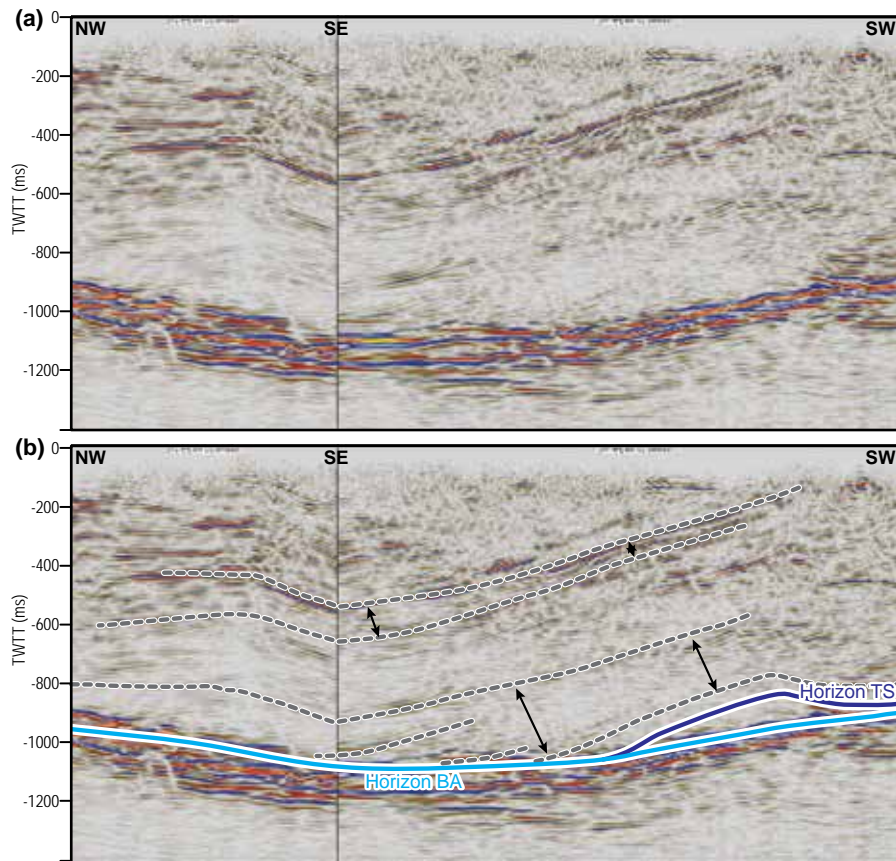 (a)
NW
SE
SW
0
-200
-400
-600
-800
-1000
-1200
TWTT (ms)
(b)
NW
SE
SW
0
-200
-400
-600
-800
-1000
-1200
TWTT (ms)
Horizon TS
Horizon BA